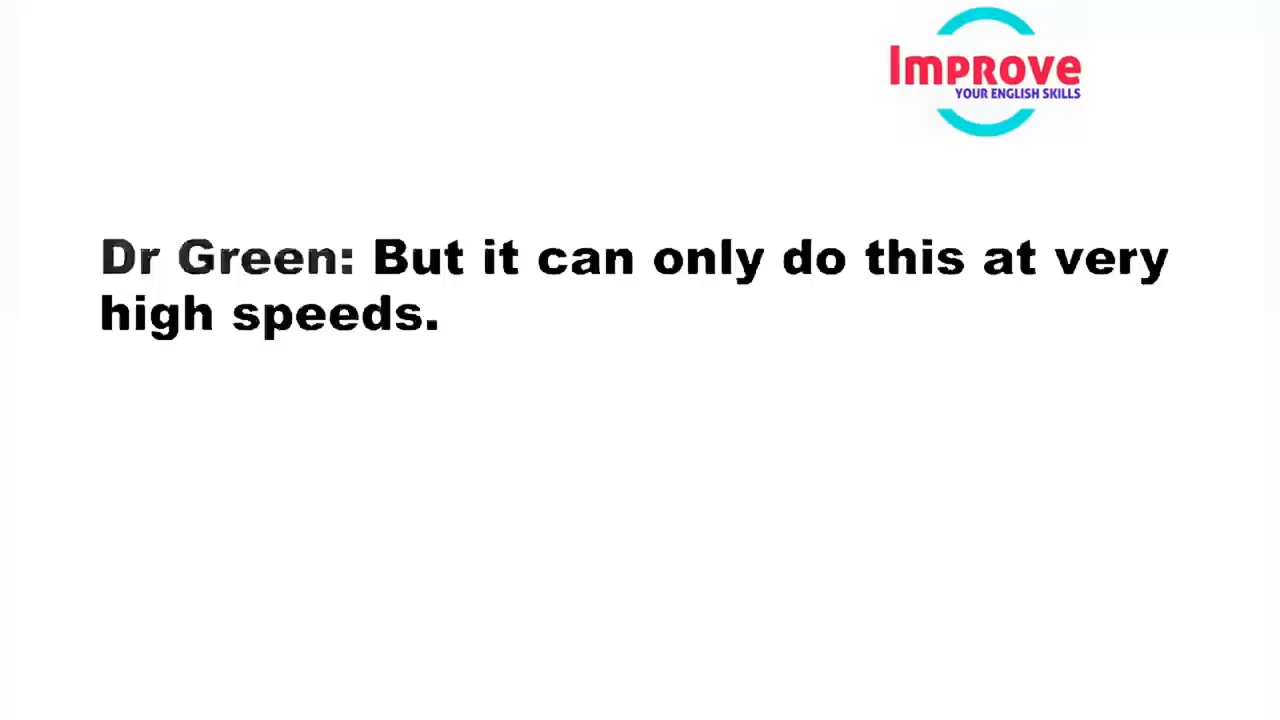 Improve
YOUR ENGLISH SKILLS
Dr Green: But it can only do this at very
high speeds.